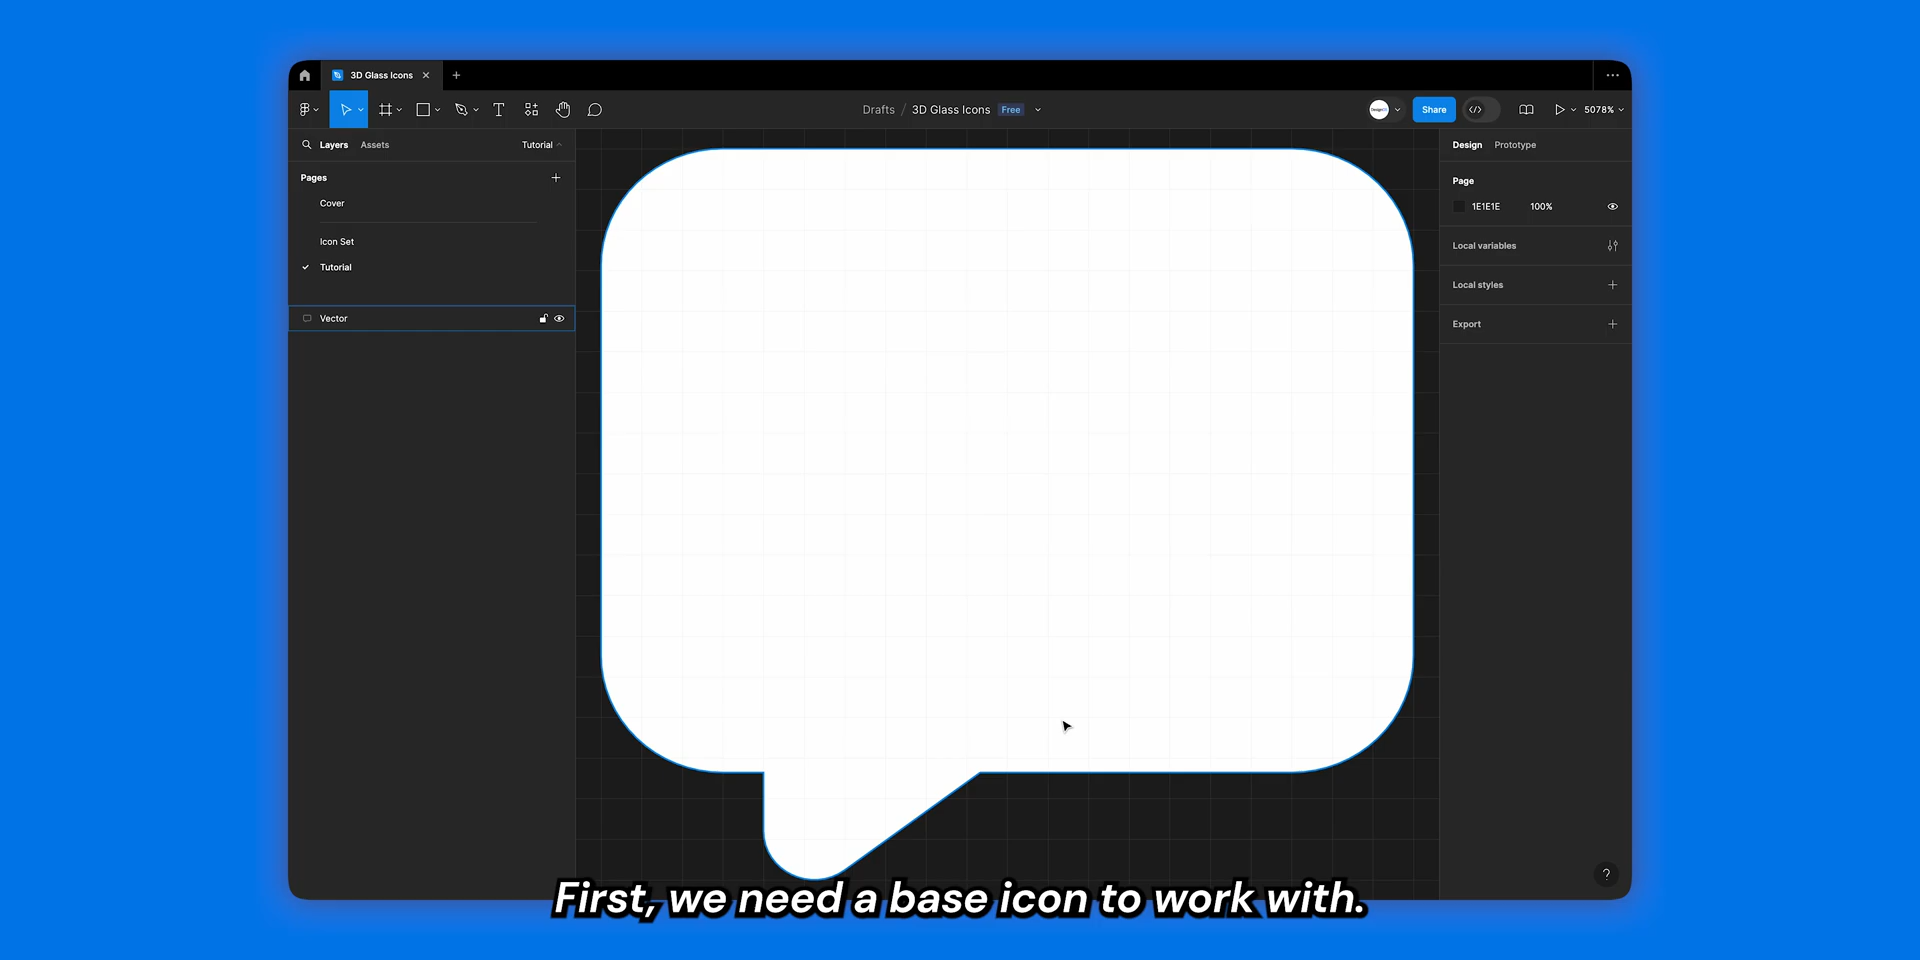 3D Glass Icons
Drafts / 3D Glass Icons Free
Share
5078%
Layers Assets Tutorial
Pages
Cover
Icon Set
Tutorial
Vector
Design Prototype
Page
1E1E1E 100%
Local variables
Local styles
Export
?
First, we need a base icon to work with.